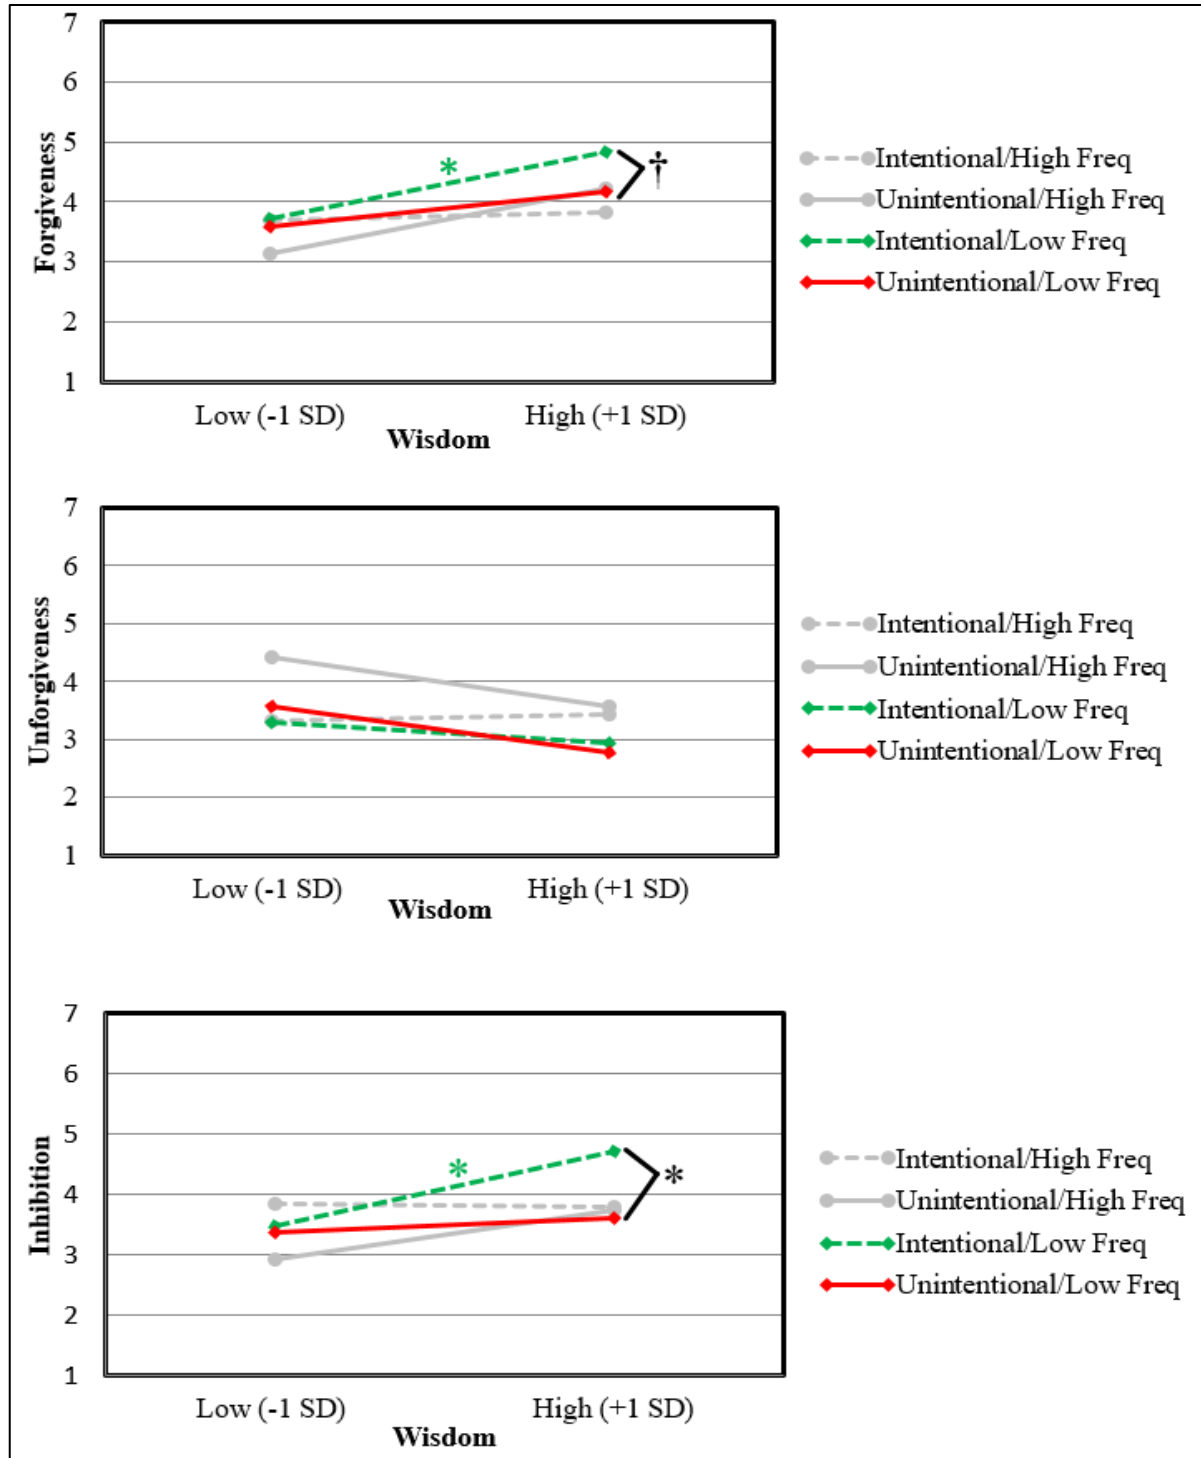 7
6
5
4
3
2
1
Forgiveness
*
†
Low (-1 SD)
High (+1 SD)
Wisdom
Intentional/High Freq
Unintentional/High Freq
Intentional/Low Freq
Unintentional/Low Freq
7
6
5
4
3
2
1
Unforgiveness
Low (-1 SD)
High (+1 SD)
Wisdom
Intentional/High Freq
Unintentional/High Freq
Intentional/Low Freq
Unintentional/Low Freq
7
6
5
4
3
2
1
Inhibition
*
*
Low (-1 SD)
High (+1 SD)
Wisdom
Intentional/High Freq
Unintentional/High Freq
Intentional/Low Freq
Unintentional/Low Freq